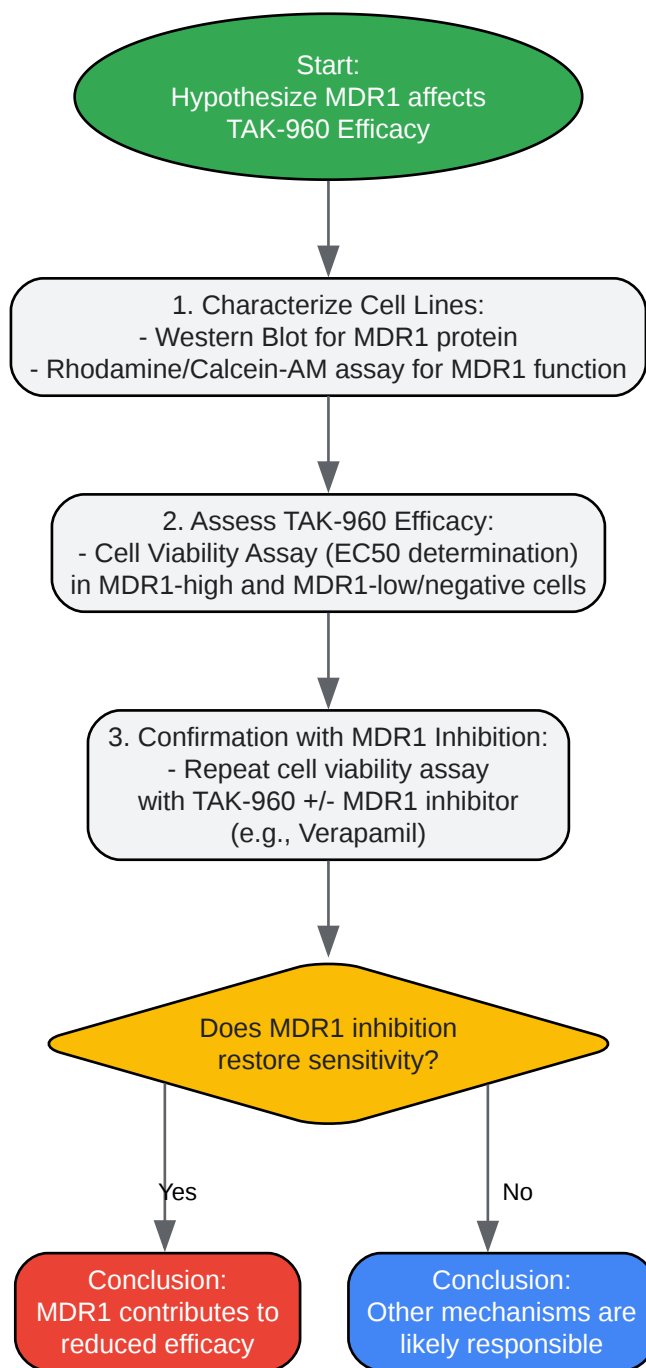 Start:
Hypothesize MDR1 affects
TAK-960 Efficacy
1. Characterize Cell Lines:
- Western Blot for MDR1 protein
- Rhodamine/Calcein-AM assay for MDR1 function
2. Assess TAK-960 Efficacy:
- Cell Viability Assay (EC50 determination)
in MDR1-high and MDR1-low/negative cells
3. Confirmation with MDR1 Inhibition:
- Repeat cell viability assay
with TAK-960 +/- MDR1 inhibitor
(e.g., Verapamil)
Does MDR1 inhibition
restore sensitivity?
Yes
No
Conclusion:
MDR1 contributes to
reduced efficacy
Conclusion:
Other mechanisms are
likely responsible